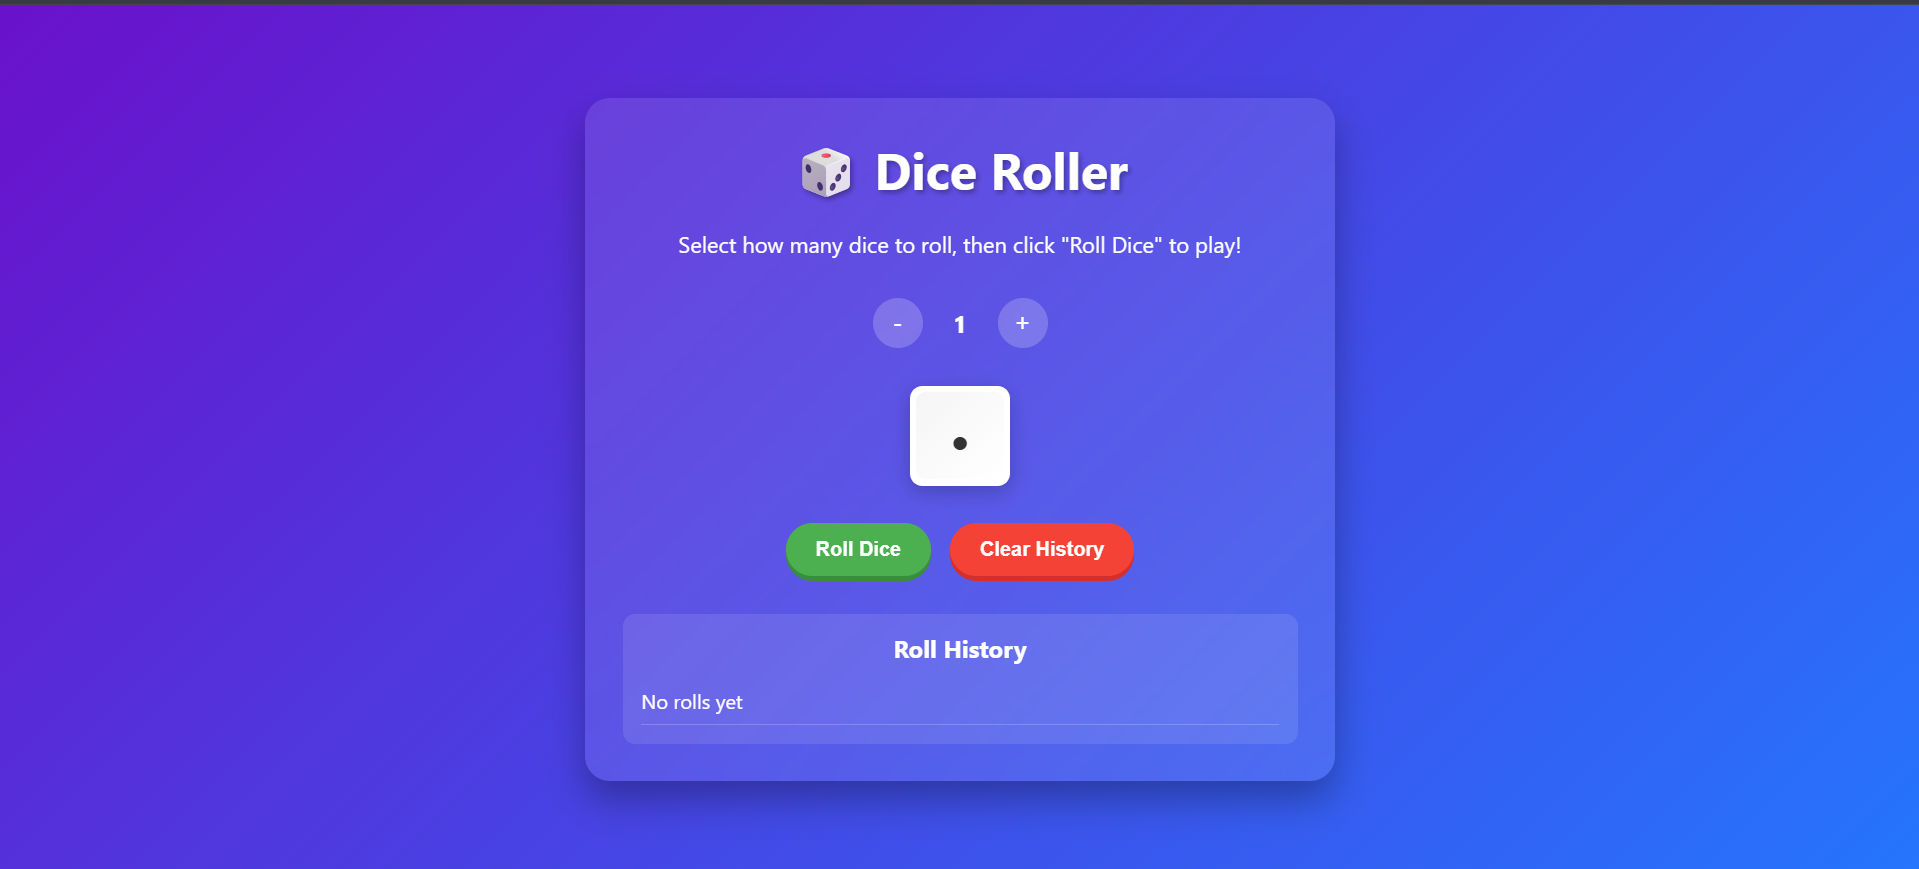 Dice Roller
Select how many dice to roll, then click "Roll Dice" to play!
- 1 +
Roll Dice Clear History
Roll History
No rolls yet